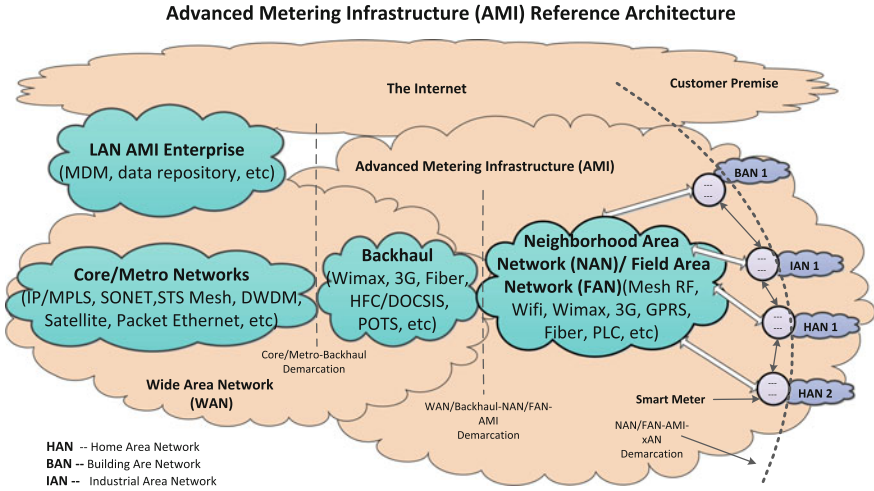 Advanced Metering Infrastructure (AMI) Reference Architecture
The Internet
Customer Premise
LAN AMI Enterprise
(MDM, data repository, etc)
Advanced Metering Infrastructure (AMI)
BAN 1
Core/Metro Networks
(IP/MPLS, SONET,STS Mesh, DWDM,
Satellite, Packet Ethernet, etc)
Backhaul
(Wimax, 3G, Fiber,
HFC/DOCSIS,
POTS, etc)
Neighborhood Area
Network (NAN)/ Field Area
Network (FAN)(Mesh RF,
Wifi, Wimax, 3G, GPRS,
Fiber, PLC, etc)
IAN 1
HAN 1
HAN 2
Core/Metro-Backhaul
Demarcation
Wide Area Network
(WAN)
WAN/Backhaul-NAN/FAN-
AMI
Demarcation
Smart Meter
NAN/FAN-AMI-
xAN
Demarcation
HAN -- Home Area Network
BAN -- Building Are Network
IAN -- Industrial Area Network